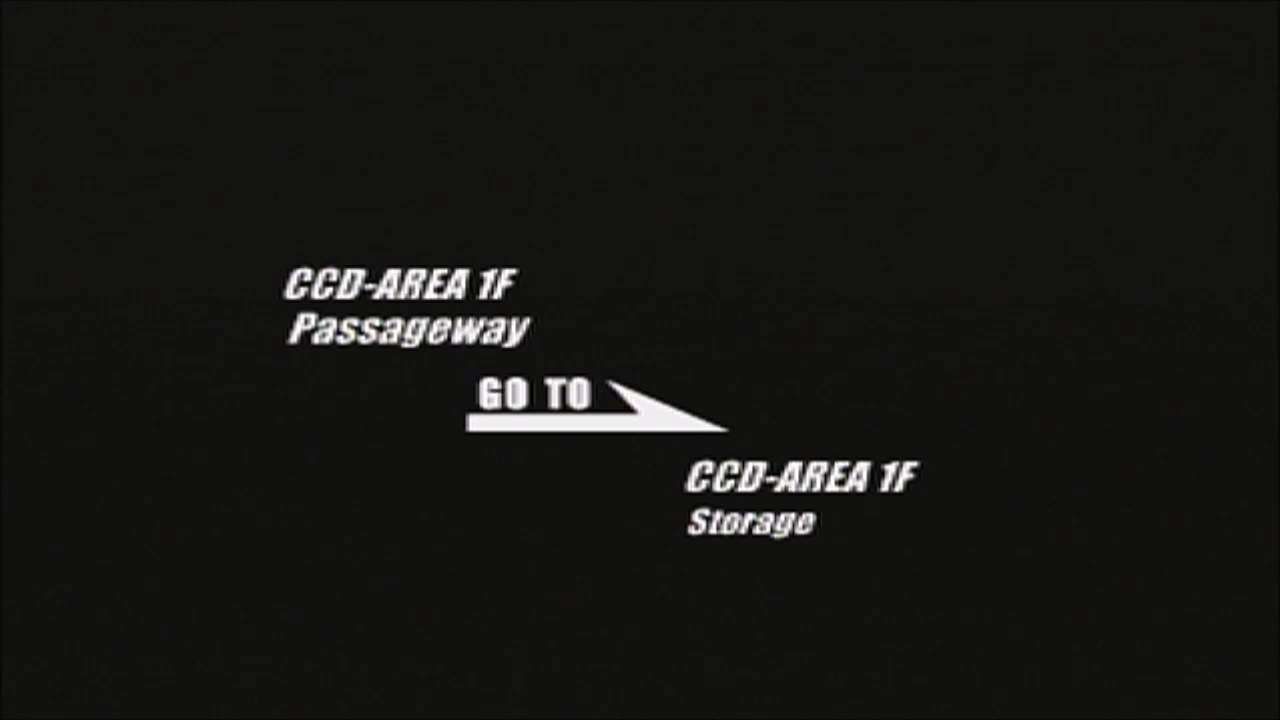 CCD-AREA 1F
Passageway
GO TO
CCD-AREA 1F
Storage